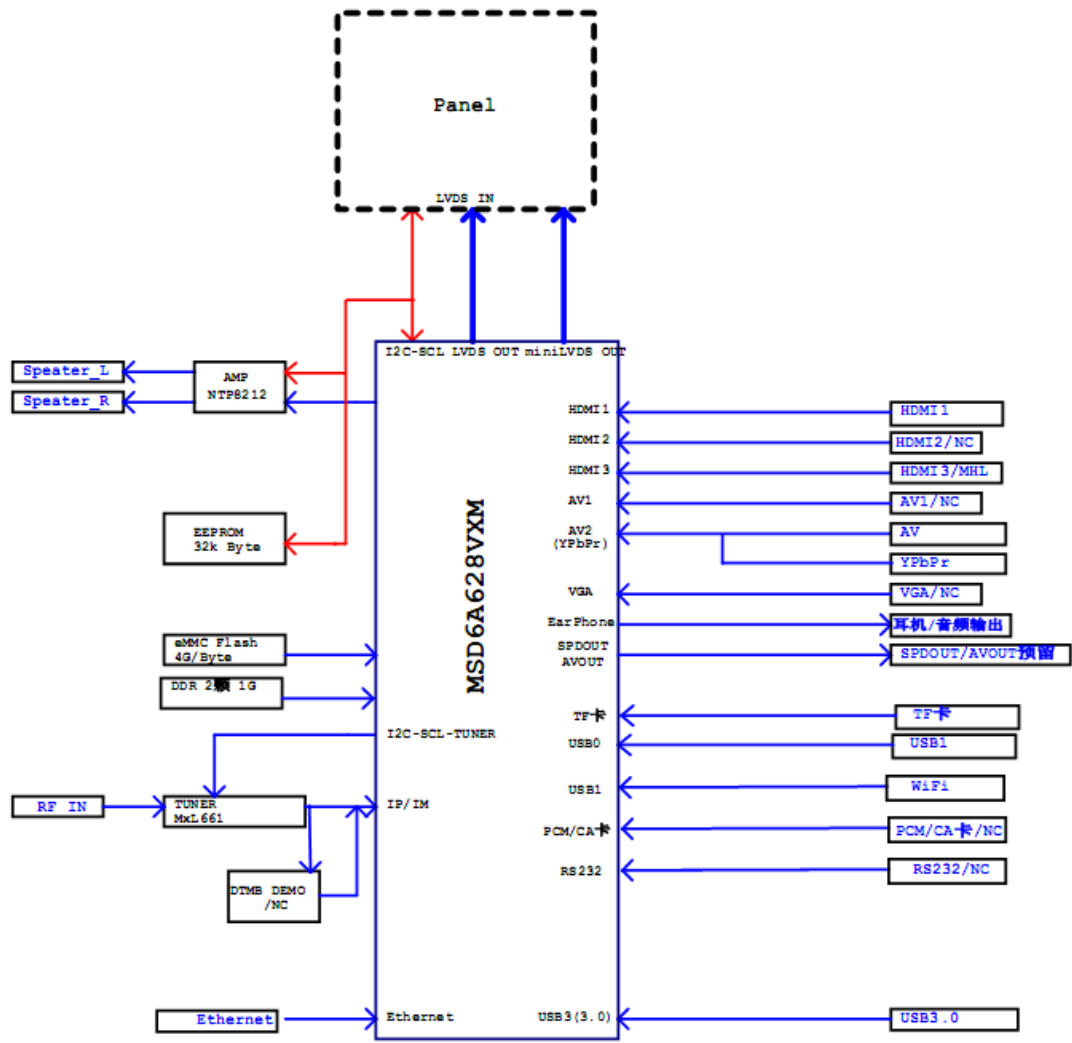 Panel
LVDS IN
I2C-SCL LVDS OUT miniLVDS OUT
Speater_L
Speater_R
AMP
NTP8212
EEPROM
32k Byte
eMMC Flash
4G/Byte
DDR 2颗 1G
I2C-SCL-TUNER
RF IN
TUNER
MxL661
IP/IM
DTMB DEMO
/NC
Ethernet
Ethernet
MSD6A628VXM
HDMI1
HDMI1
HDMI2
HDMI2/NC
HDMI3
HDMI3/MHL
AV1
AV1/NC
AV2
(YPbPr)
AV
YPbPr
VGA
VGA/NC
EarPhone
耳机/音频输出
SPDOUT
AVOUT
SPDOUT/AVOUT预留
TF卡
TF卡
USB0
USB1
USB1
WiFi
PCM/CA卡
PCM/CA卡/NC
RS232
RS232/NC
USB3(3.0)
USB3.0